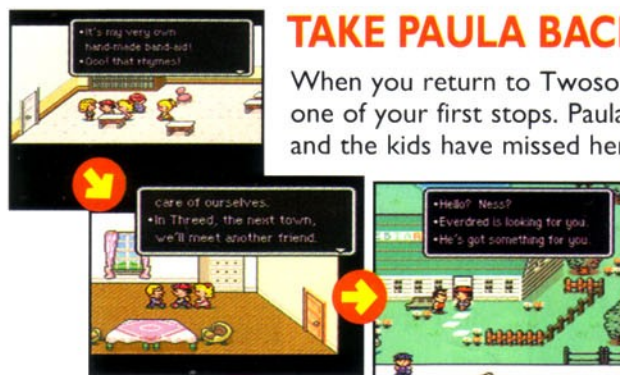 •It's my very own
hand-made band-aid!
•Ooo! that rhymes!
TAKE PAULA BAC
When you return to Twoso
one of your first stops. Paula
and the kids have missed her
care of ourselves.
•In Threed, the next town,
we'll meet another friend.
•Hello? Ness?
•Everdred is looking for you.
•He's got something for you.